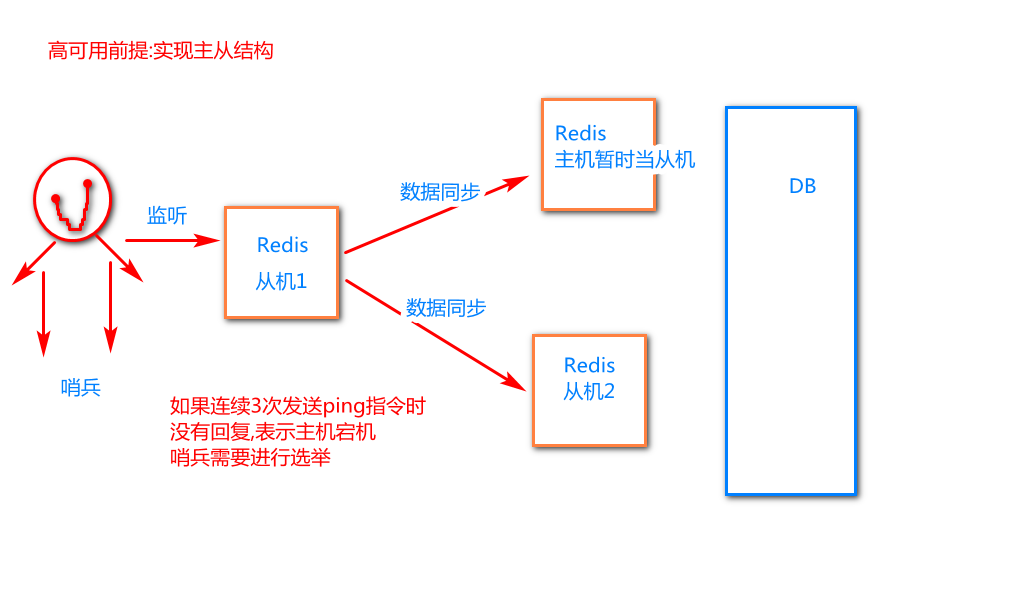 高可用前提:实现主从结构
Redis
主机暂时当从机
DB
数据同步
监听
Redis
从机1
数据同步
Redis
从机2
哨兵
如果连续3次发送ping指令时
没有回复,表示主机宕机
哨兵需要进行选举